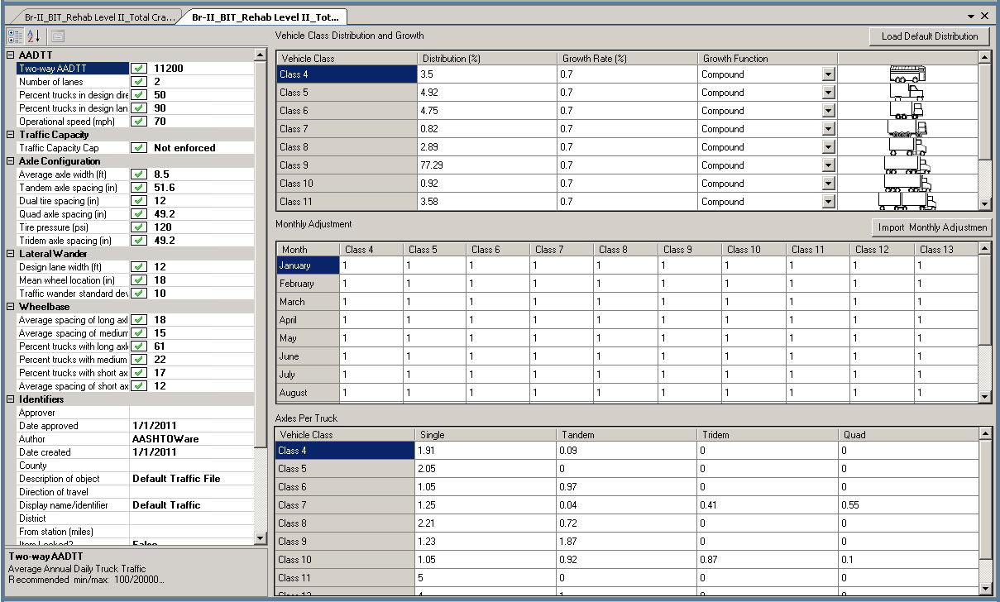 Br-II_BIT_Rehab Level II_Total Cra... Br-II_BIT_Rehab Level II_Tot...
AADTT
Two-way AADTT 11200
Number of lanes 2
Percent trucks in design dire 50
Percent trucks in design lan 90
Operational speed (mph) 70
Traffic Capacity
Traffic Capacity Cap Not enforced
Axle Configuration
Average axle width (ft) 8.5
Tandem axle spacing (in) 51.6
Dual tire spacing (in) 12
Quad axle spacing (in) 49.2
Tire pressure (psi) 120
Tridem axle spacing (in) 49.2
Lateral Wander
Design lane width (ft) 12
Mean wheel location (in) 18
Traffic wander standard dev 10
Wheelbase
Average spacing of long axl 18
Average spacing of medium 15
Percent trucks with long axl 61
Percent trucks with medium 22
Percent trucks with short ax 17
Average spacing of short ax 12
Identifiers
Approver
Date approved 1/1/2011
Author AASHTOWare
Date created 1/1/2011
County
Description of object Default Traffic File
Direction of travel
Display name/identifier Default Traffic
District
From station (miles)
Item Locked? False
Two-way AADTT
Average Annual Daily Truck Traffic
Recommended min/max: 100/20000...
Vehicle Class Distribution and Growth Load Default Distribution
Vehicle Class Distribution (%) Growth Rate (%) Growth Function
Class 4 3.5 0.7 Compound
Class 5 4.92 0.7 Compound
Class 6 4.75 0.7 Compound
Class 7 0.82 0.7 Compound
Class 8 2.89 0.7 Compound
Class 9 77.29 0.7 Compound
Class 10 0.92 0.7 Compound
Class 11 3.58 0.7 Compound
Monthly Adjustment Import Monthly Adjustmen
Month Class 4 Class 5 Class 6 Class 7 Class 8 Class 9 Class 10 Class 11 Class 12 Class 13
January 1 1 1 1 1 1 1 1 1 1
February 1 1 1 1 1 1 1 1 1 1
March 1 1 1 1 1 1 1 1 1 1
April 1 1 1 1 1 1 1 1 1 1
May 1 1 1 1 1 1 1 1 1 1
June 1 1 1 1 1 1 1 1 1 1
July 1 1 1 1 1 1 1 1 1 1
August 1 1 1 1 1 1 1 1 1 1
Axles Per Truck
Vehicle Class Single Tandem Tridem Quad
Class 4 1.91 0.09 0 0
Class 5 2.05 0 0 0
Class 6 1.05 0.97 0 0
Class 7 1.25 0.04 0.41 0.55
Class 8 2.21 0.72 0 0
Class 9 1.23 1.87 0 0
Class 10 1.05 0.92 0.87 0.1
Class 11 5 0 0 0